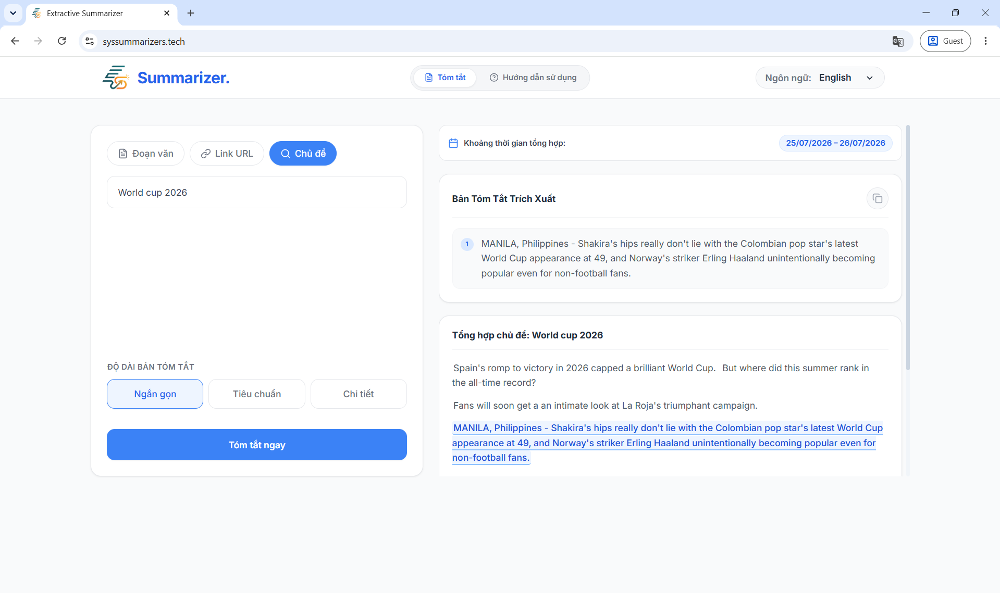 Extractive Summarizer
syssummarizers.tech
Guest
Summarizer.
Tóm tắt
Hướng dẫn sử dụng
Ngôn ngữ: English
Đoạn văn
Link URL
Chủ đề
World cup 2026
ĐỘ DÀI BẢN TÓM TẮT
Ngắn gọn
Tiêu chuẩn
Chi tiết
Tóm tắt ngay
Khoảng thời gian tổng hợp:
25/07/2026 – 26/07/2026
Bản Tóm Tắt Trích Xuất
1
MANILA, Philippines - Shakira's hips really don't lie with the Colombian pop star's latest
World Cup appearance at 49, and Norway's striker Erling Haaland unintentionally becoming
popular even for non-football fans.
Tổng hợp chủ đề: World cup 2026
Spain's romp to victory in 2026 capped a brilliant World Cup. But where did this summer rank in
the all-time record?
Fans will soon get a an intimate look at La Roja's triumphant campaign.
MANILA, Philippines - Shakira's hips really don't lie with the Colombian pop star's latest World Cup
appearance at 49, and Norway's striker Erling Haaland unintentionally becoming popular even for
non-football fans.